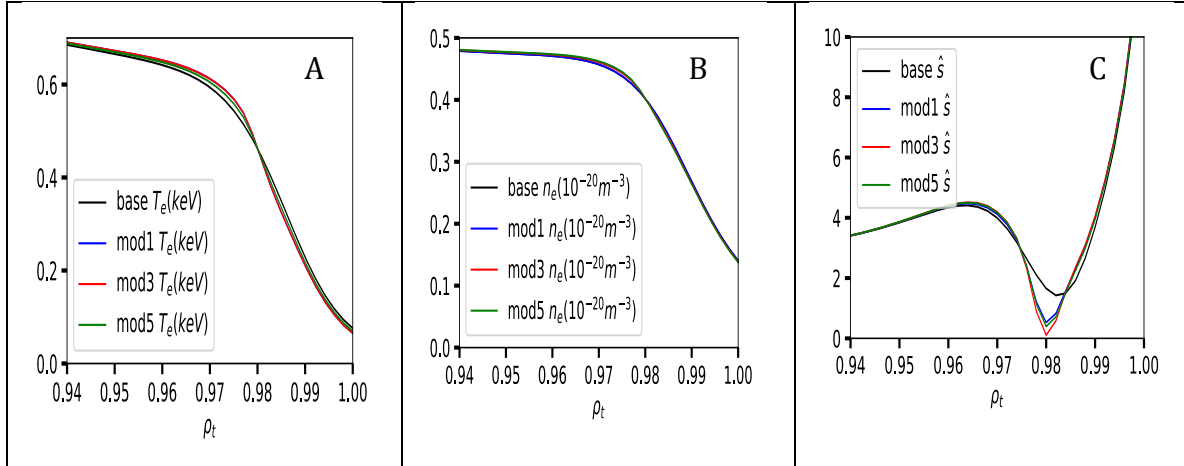 A
0.6
0.4
0.2
0.0
base T_e(keV)
mod1 T_e(keV)
mod3 T_e(keV)
mod5 T_e(keV)
0.94 0.95 0.96 0.97 0.98 0.99 1.00
ρ_t
B
0.5
0.4
0.3
0.2
0.1
0.0
base n_e(10^{-20}m^{-3})
mod1 n_e(10^{-20}m^{-3})
mod3 n_e(10^{-20}m^{-3})
mod5 n_e(10^{-20}m^{-3})
0.94 0.95 0.96 0.97 0.98 0.99 1.00
ρ_t
C
10
8
6
4
2
0
base ŝ
mod1 ŝ
mod3 ŝ
mod5 ŝ
0.94 0.95 0.96 0.97 0.98 0.99 1.00
ρ_t